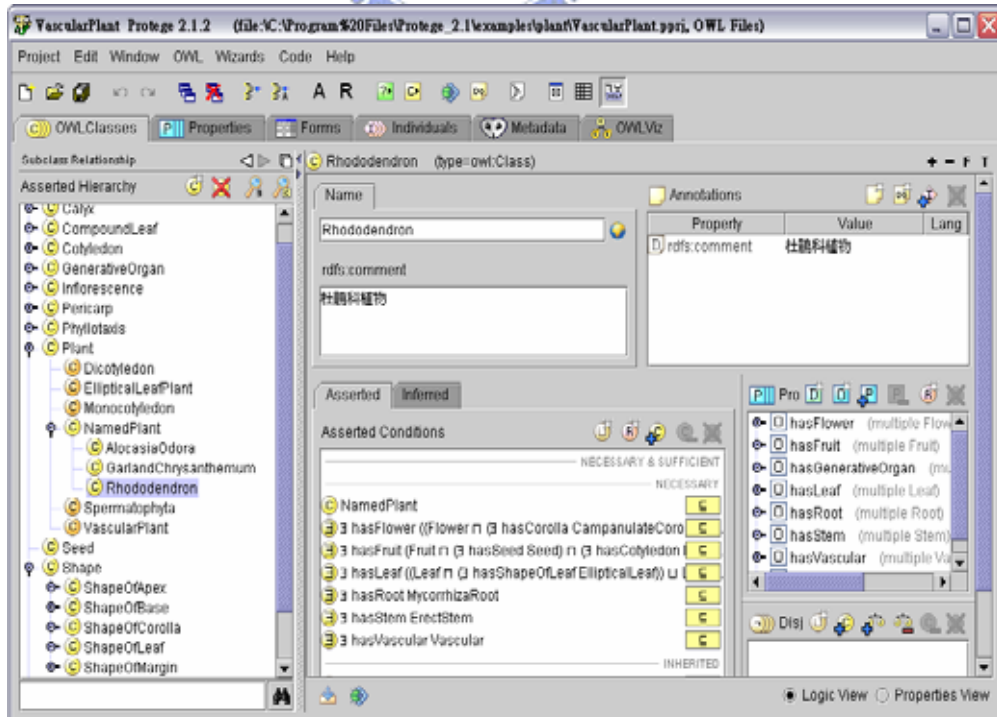 VascularPlant Protege 2.1.2 (file:\C:\Program%20Files\Protege_2.1\examples\plant\VascularPlant.pprj, OWL Files)
Project Edit Window OWL Wizards Code Help
OWLClasses Properties Forms Individuals Metadata OWLViz
Subclass Relationship
Asserted Hierarchy
Calyx
CompoundLeaf
Cotyledon
GenerativeOrgan
Inforescence
Pericarp
Phyllotaxis
Plant
Dicotyledon
EllipticalLeafPlant
Monocotyledon
NamedPlant
AlocasiaOdora
GarlandChrysanthemum
Rhododendron
Spermatophyta
VascularPlant
Seed
Shape
ShapeOfApex
ShapeOfBase
ShapeOfCorolla
ShapeOfLeaf
ShapeOfMargin
Rhododendron (type=owl:Class)
+ - F T
Name
Rhododendron
rdfs:comment
杜鵑科植物
Annotations
Property Value Lang
rdfs:comment 杜鵑科植物
Asserted Inferred
Asserted Conditions
NECESSARY & SUFFICIENT
NECESSARY
NamedPlant
∃ hasFlower ((Flower ⊓ (∃ hasCorolla CampanulateCoro
∃ hasFruit (Fruit ⊓ (∃ hasSeed Seed) ⊓ (∃ hasCotyledon
∃ hasLeaf ((Leaf ⊓ (∃ hasShapeOfLeaf EllipticalLeaf)) ⊔
∃ hasRoot MycorrhizaRoot
∃ hasStem ErectStem
∃ hasVascular Vascular
INHERITED
Pro
hasFlower (multiple Flow
hasFruit (multiple Fruit)
hasGenerativeOrgan (mu
hasLeaf (multiple Leaf)
hasRoot (multiple Root)
hasStem (multiple Stem)
hasVascular (multiple Va
Disj
Logic View Properties View